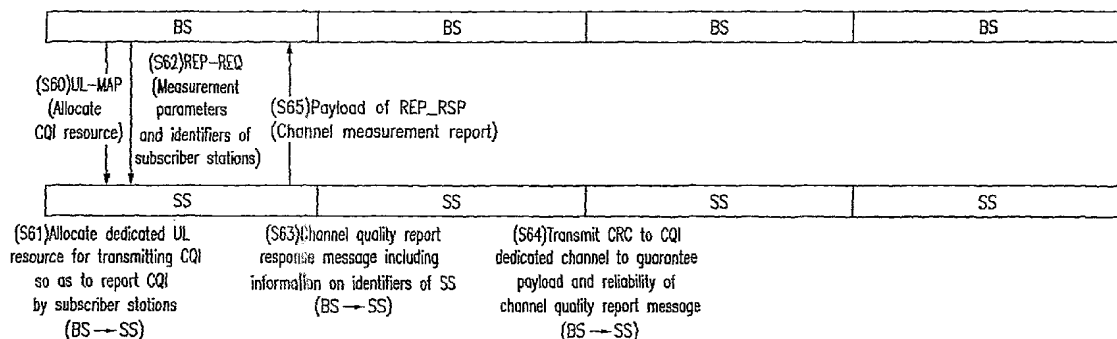 BS BS BS BS
(S60)UL-MAP
(Allocate
CQI resource)
(S62)REP-REQ
(Measurement
parameters
and identifiers of
subscriber stations)
(S65)Payload of REP_RSP
(Channel measurement report)
SS SS SS SS
(S61)Allocate dedicated UL
resource for transmitting CQI
so as to report CQI
by subscriber stations
(BS→SS)
(S63)Channel quality report
response message including
information on identifiers of SS
(BS→SS)
(S64)Transmit CRC to CQI
dedicated channel to guarantee
payload and reliability of
channel quality report message
(BS→SS)